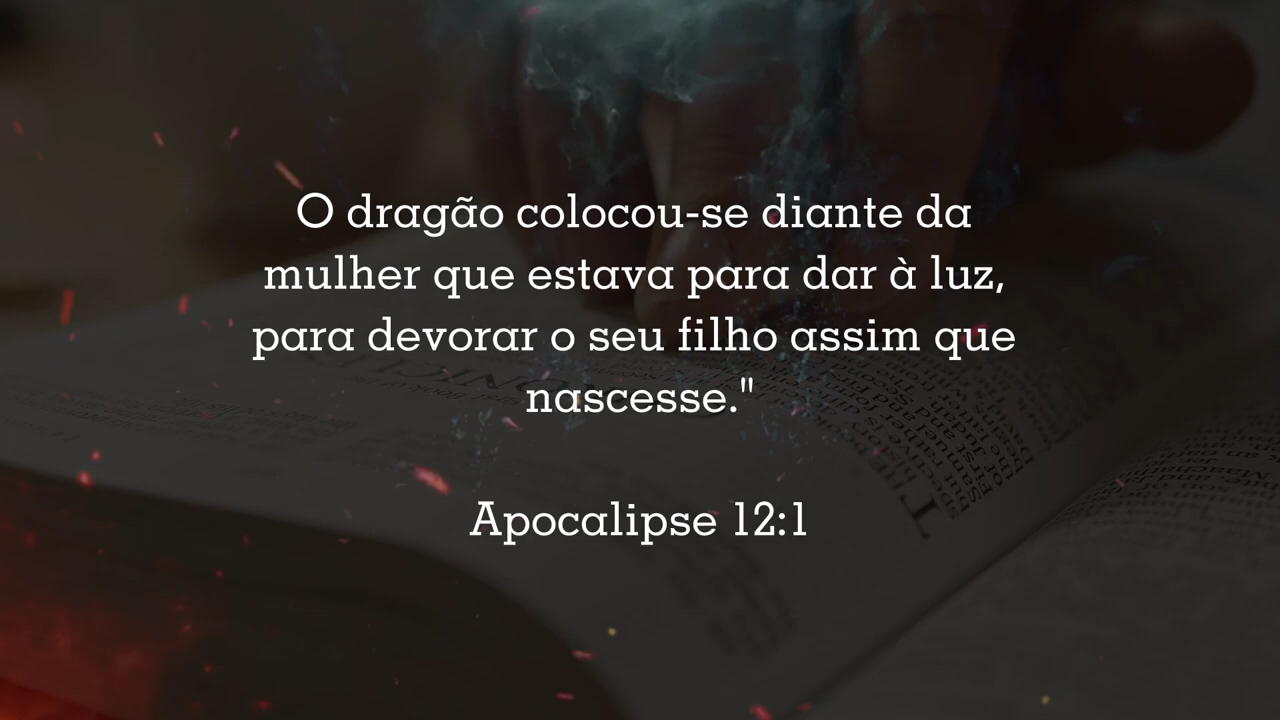 O dragão colocou-se diante da
mulher que estava para dar à luz,
para devorar o seu filho assim que
nascesse."
Apocalipse 12:1